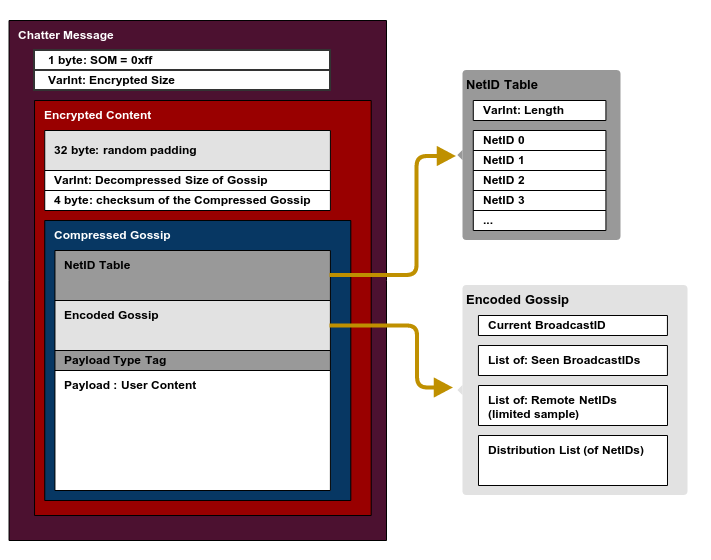 Chatter Message
1 byte: SOM = 0xff
VarInt: Encrypted Size
Encrypted Content
32 byte: random padding
VarInt: Decompressed Size of Gossip
4 byte: checksum of the Compressed Gossip
Compressed Gossip
NetID Table
Encoded Gossip
Payload Type Tag
Payload : User Content
NetID Table
VarInt: Length
NetID 0
NetID 1
NetID 2
NetID 3
...
Encoded Gossip
Current BroadcastID
List of: Seen BroadcastIDs
List of: Remote NetIDs
(limited sample)
Distribution List (of NetIDs)